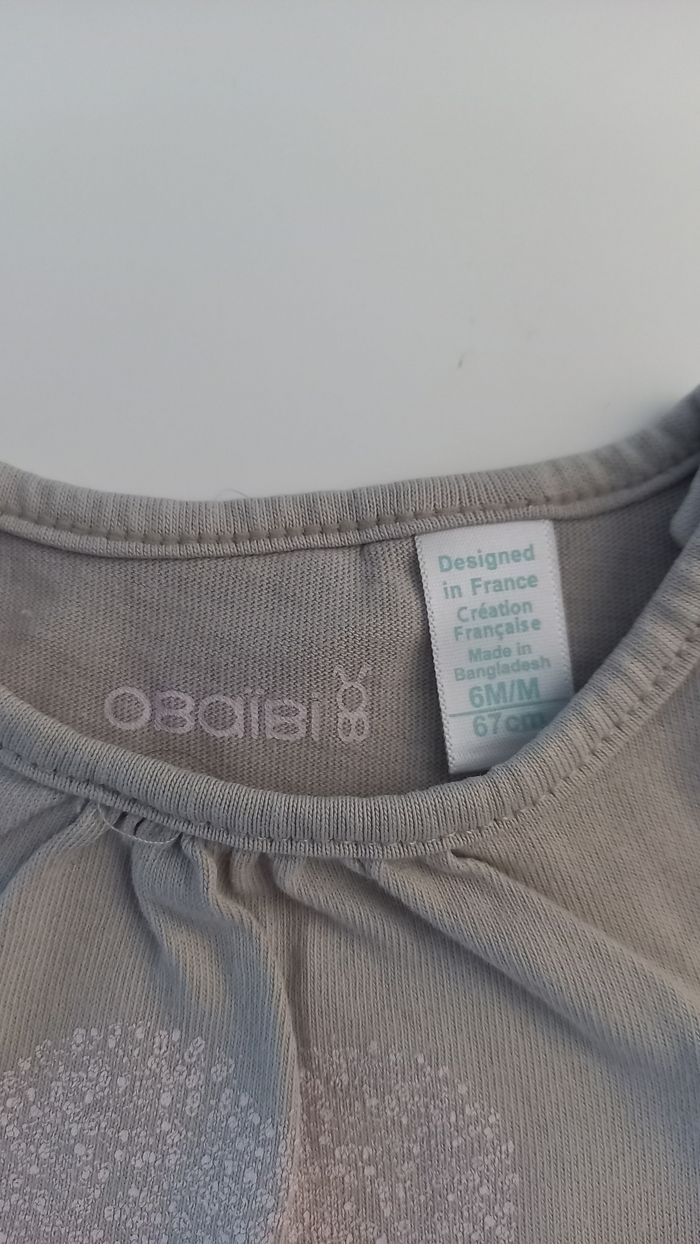 OBAÏBI
Designed
in France
Création
Française
Made in
Bangladesh
6M/M
67cm